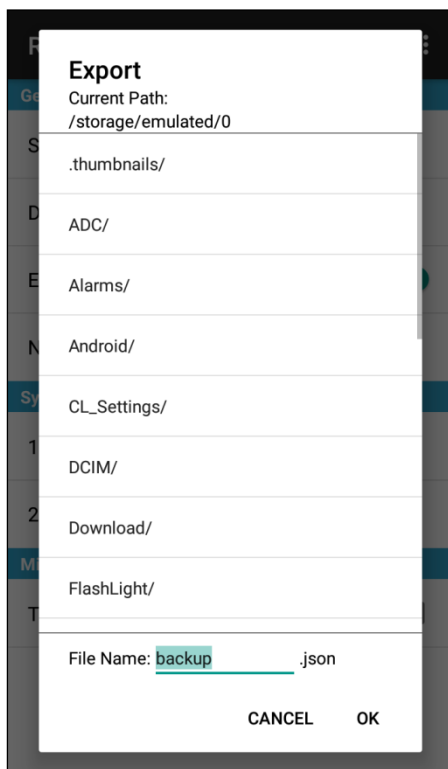 Export
Current Path:
/storage/emulated/0
.thumbnails/
ADC/
Alarms/
Android/
CL_Settings/
DCIM/
Download/
FlashLight/
File Name: backup .json
CANCEL OK